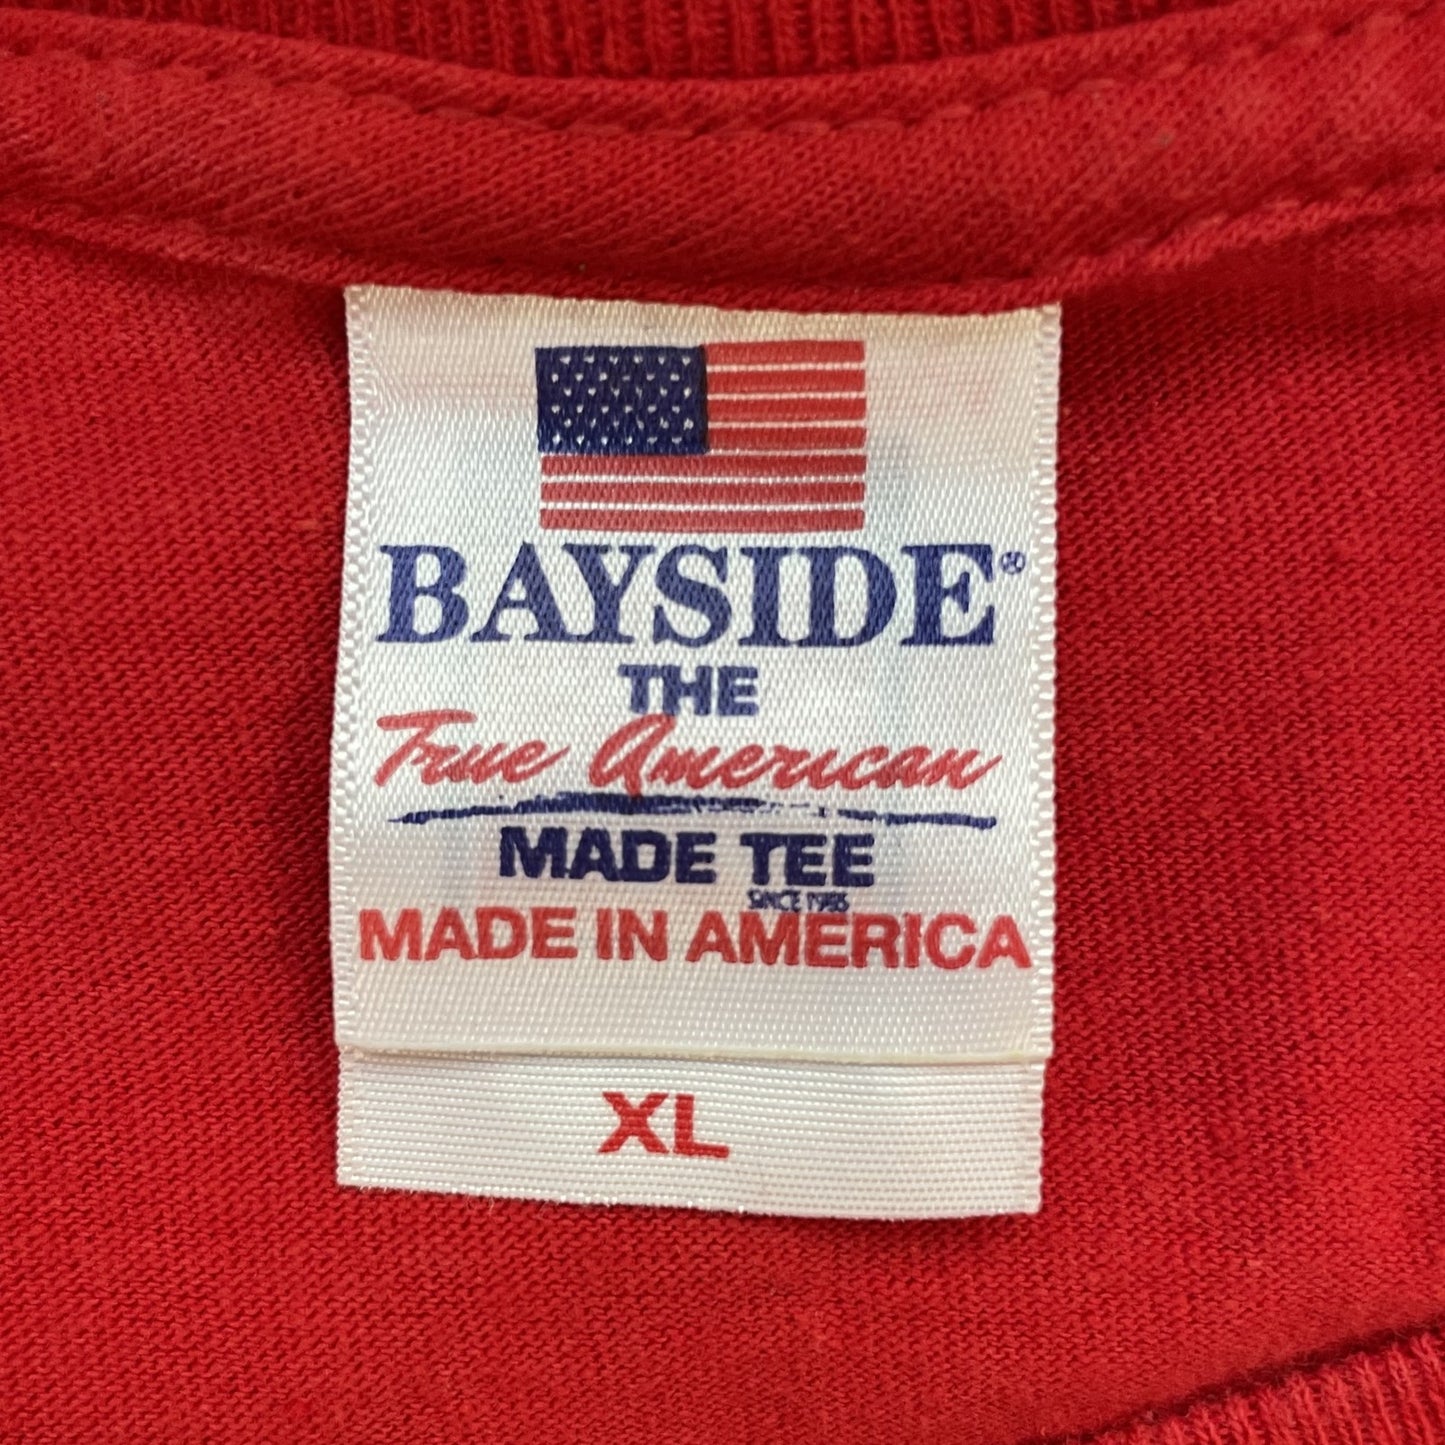 BAYSIDE®
THE
True American
MADE TEE
SINCE 1985
MADE IN AMERICA
XL